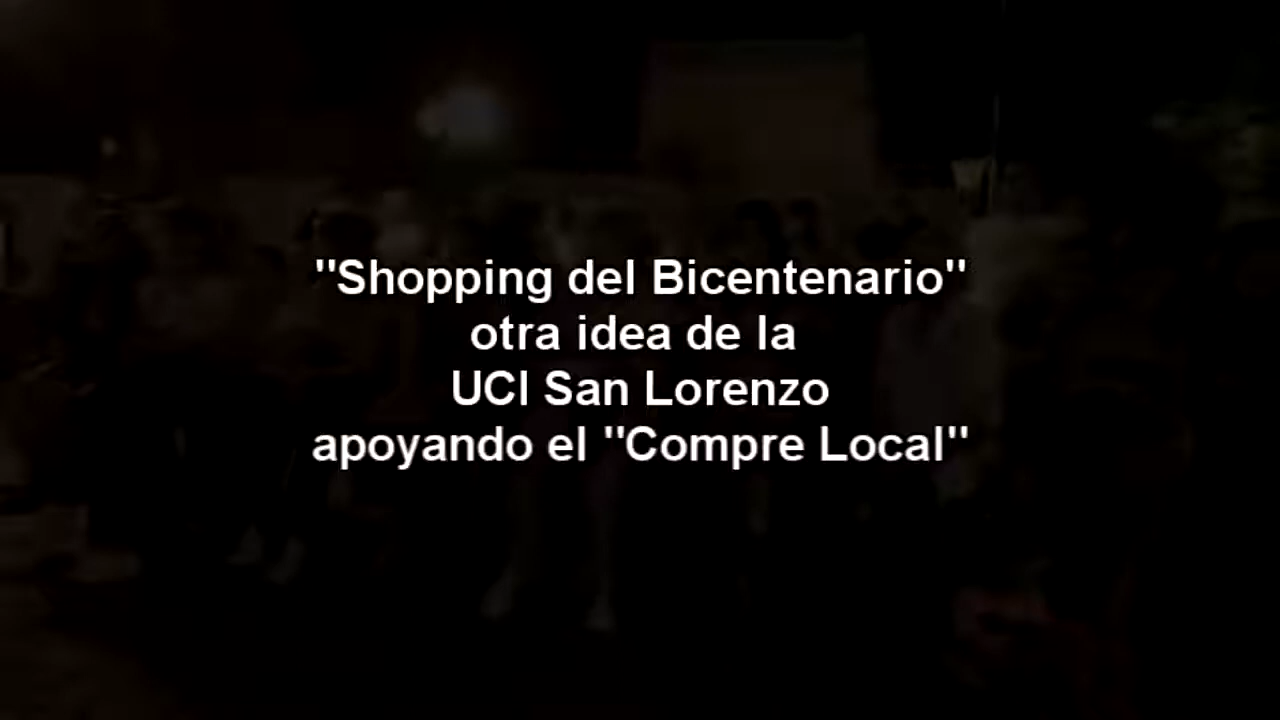 "Shopping del Bicentenario"
otra idea de la
UCI San Lorenzo
apoyando el "Compre Local"